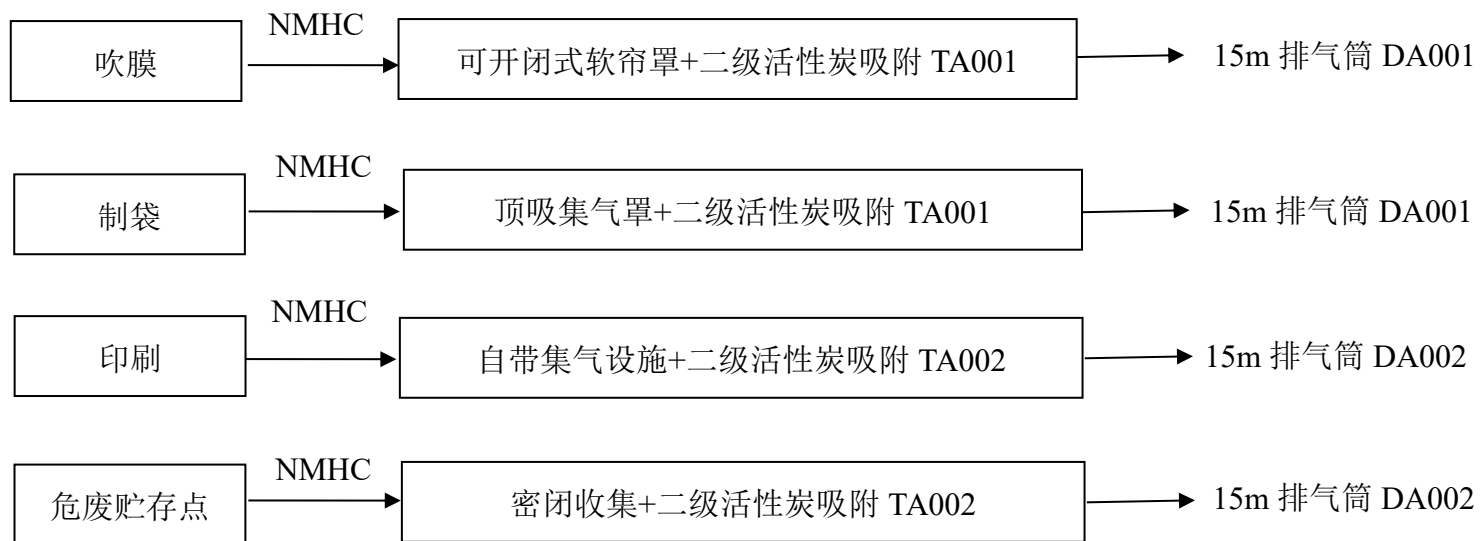 NMHC
吹膜
可开闭式软帘罩+二级活性炭吸附 TA001
15m 排气筒 DA001
NMHC
制袋
顶吸集气罩+二级活性炭吸附 TA001
15m 排气筒 DA001
NMHC
印刷
自带集气设施+二级活性炭吸附 TA002
15m 排气筒 DA002
NMHC
危废贮存点
密闭收集+二级活性炭吸附 TA002
15m 排气筒 DA002